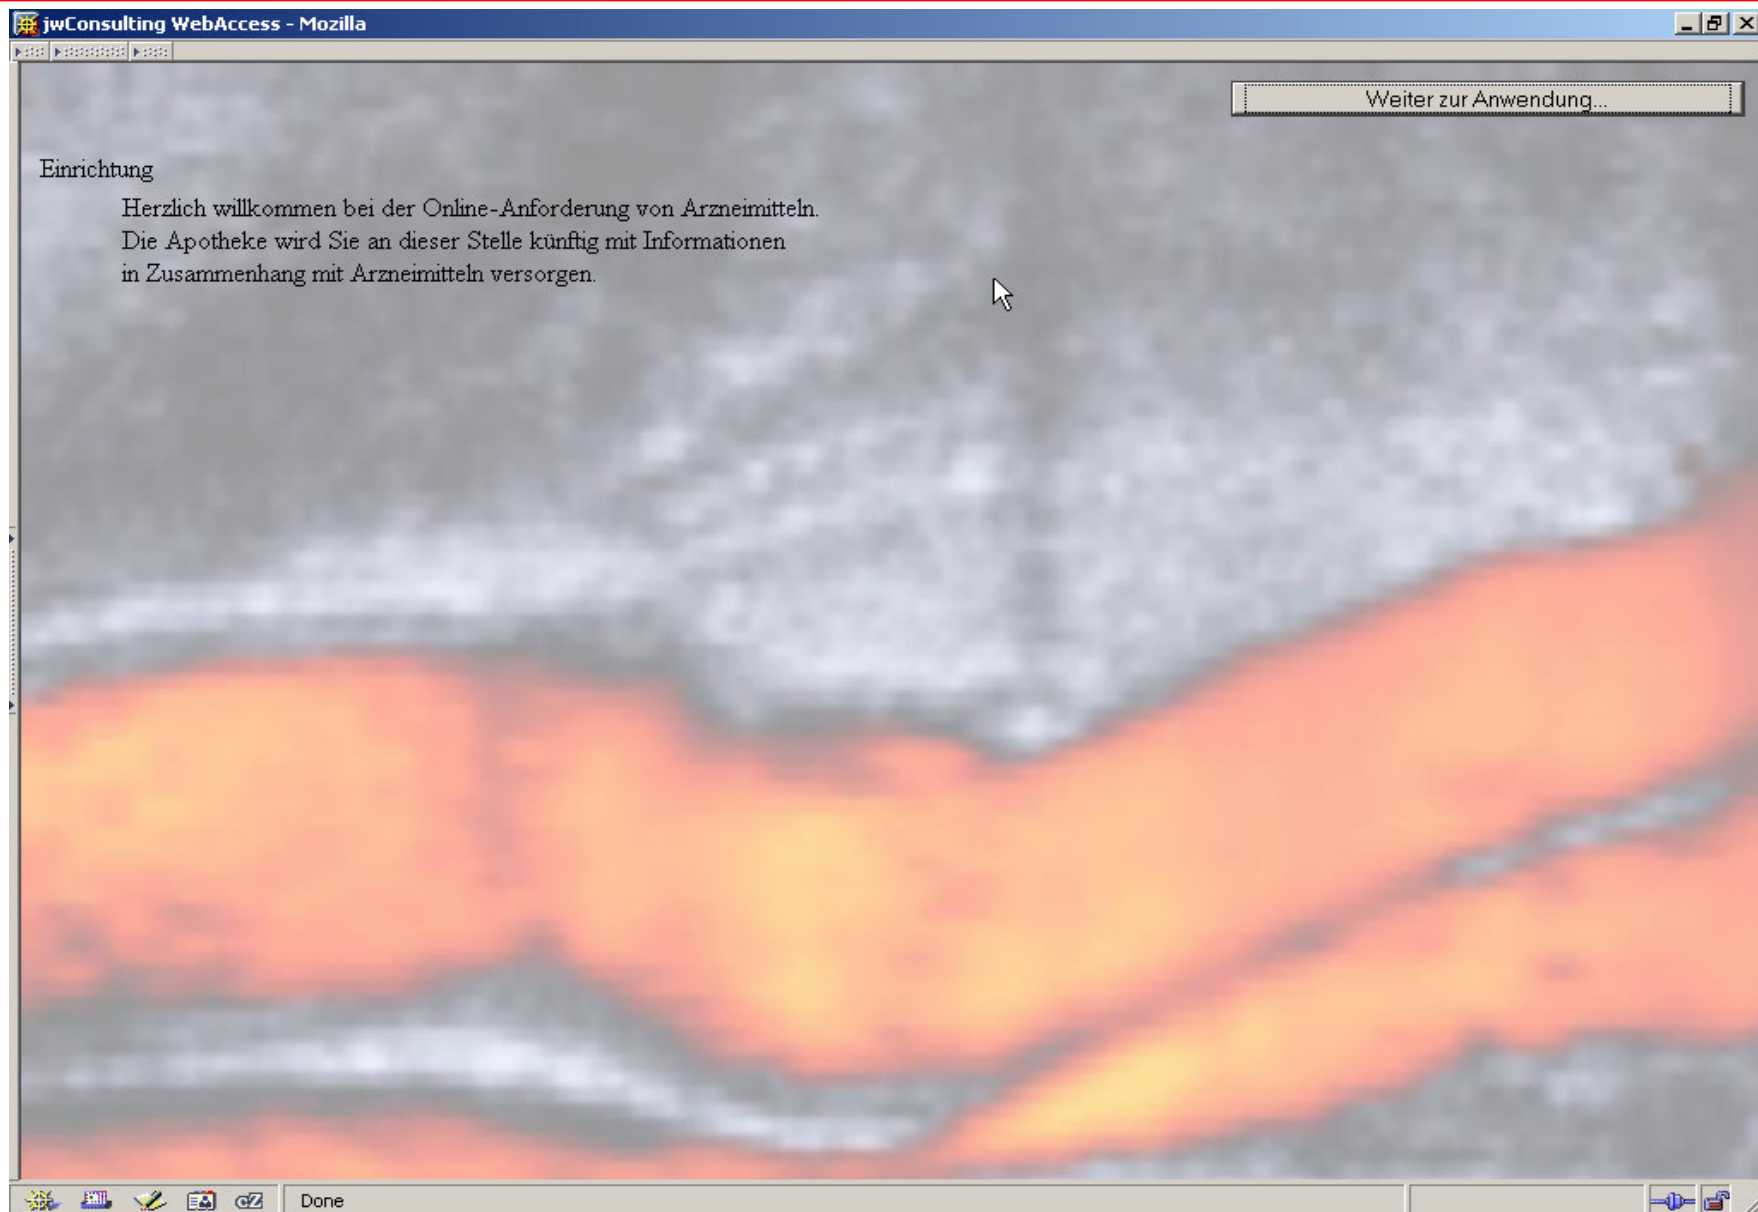 jwConsulting WebAccess - Mozilla
Weiter zur Anwendung...
Einrichtung
Herzlich willkommen bei der Online-Anforderung von Arzneimitteln.
Die Apotheke wird Sie an dieser Stelle künftig mit Informationen
in Zusammenhang mit Arzneimitteln versorgen.
cZ Done